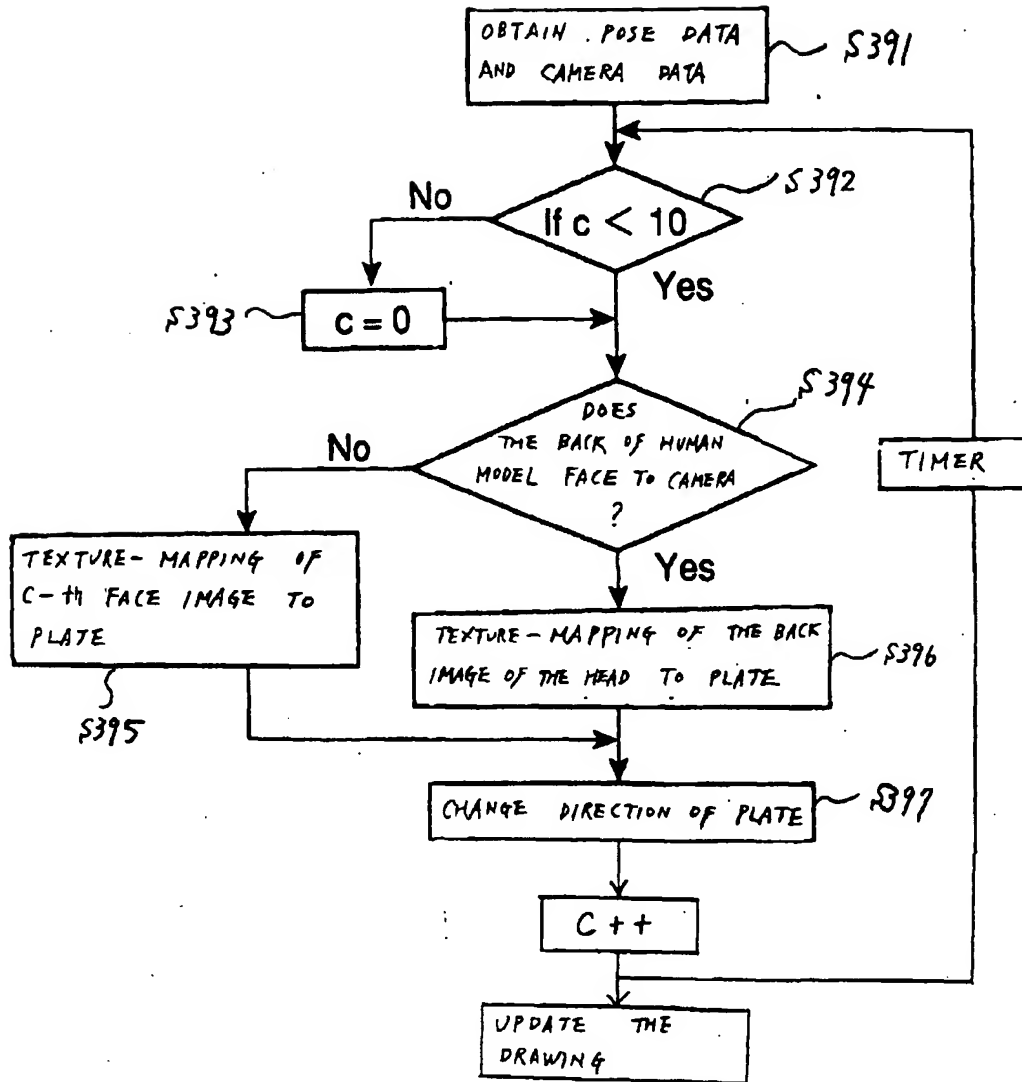 OBTAIN . POSE DATA
AND CAMERA DATA
S391
S392
No
If c < 10
Yes
S393
c = 0
S394
DOES
THE BACK OF HUMAN
MODEL FACE TO CAMERA
?
No
TIMER
Yes
TEXTURE-MAPPING OF
C-th FACE IMAGE TO
PLATE
S395
TEXTURE-MAPPING OF THE BACK
IMAGE OF THE HEAD TO PLATE
S396
CHANGE DIRECTION OF PLATE
S397
C++
UPDATE THE
DRAWING